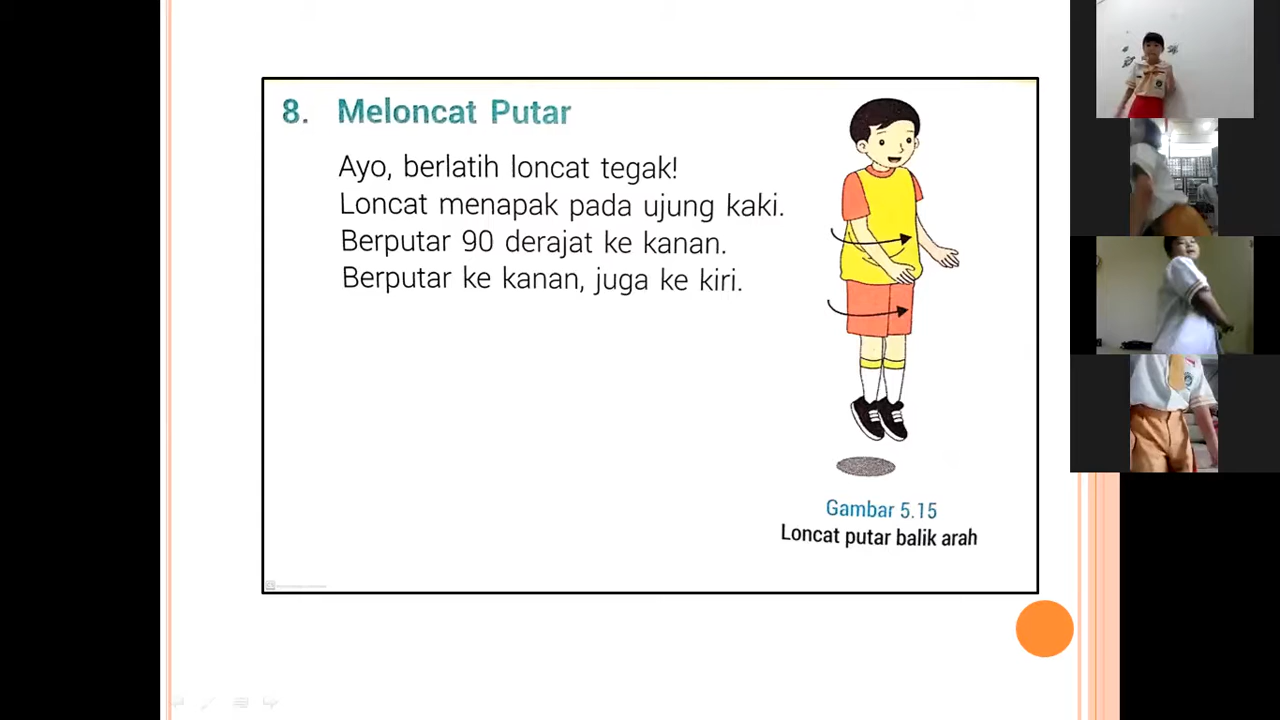 8. Meloncat Putar
Ayo, berlatih loncat tegak!
Loncat menapak pada ujung kaki.
Berputar 90 derajat ke kanan.
Berputar ke kanan, juga ke kiri.
Gambar 5.15
Loncat putar balik arah